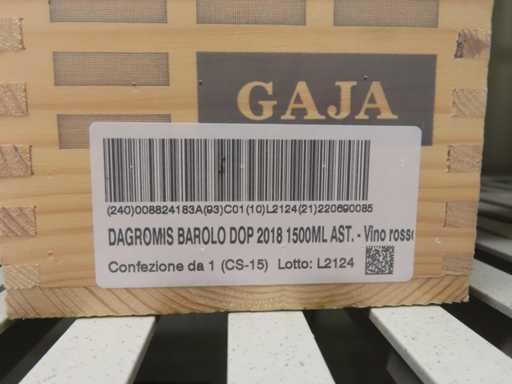 GAJA
(240)008824183A(93)C01(10)L2124(21)220690085
DAGROMIS BAROLO DOP 2018 1500ML AST. - Vino rosso
Confezione da 1 (CS-15) Lotto: L2124